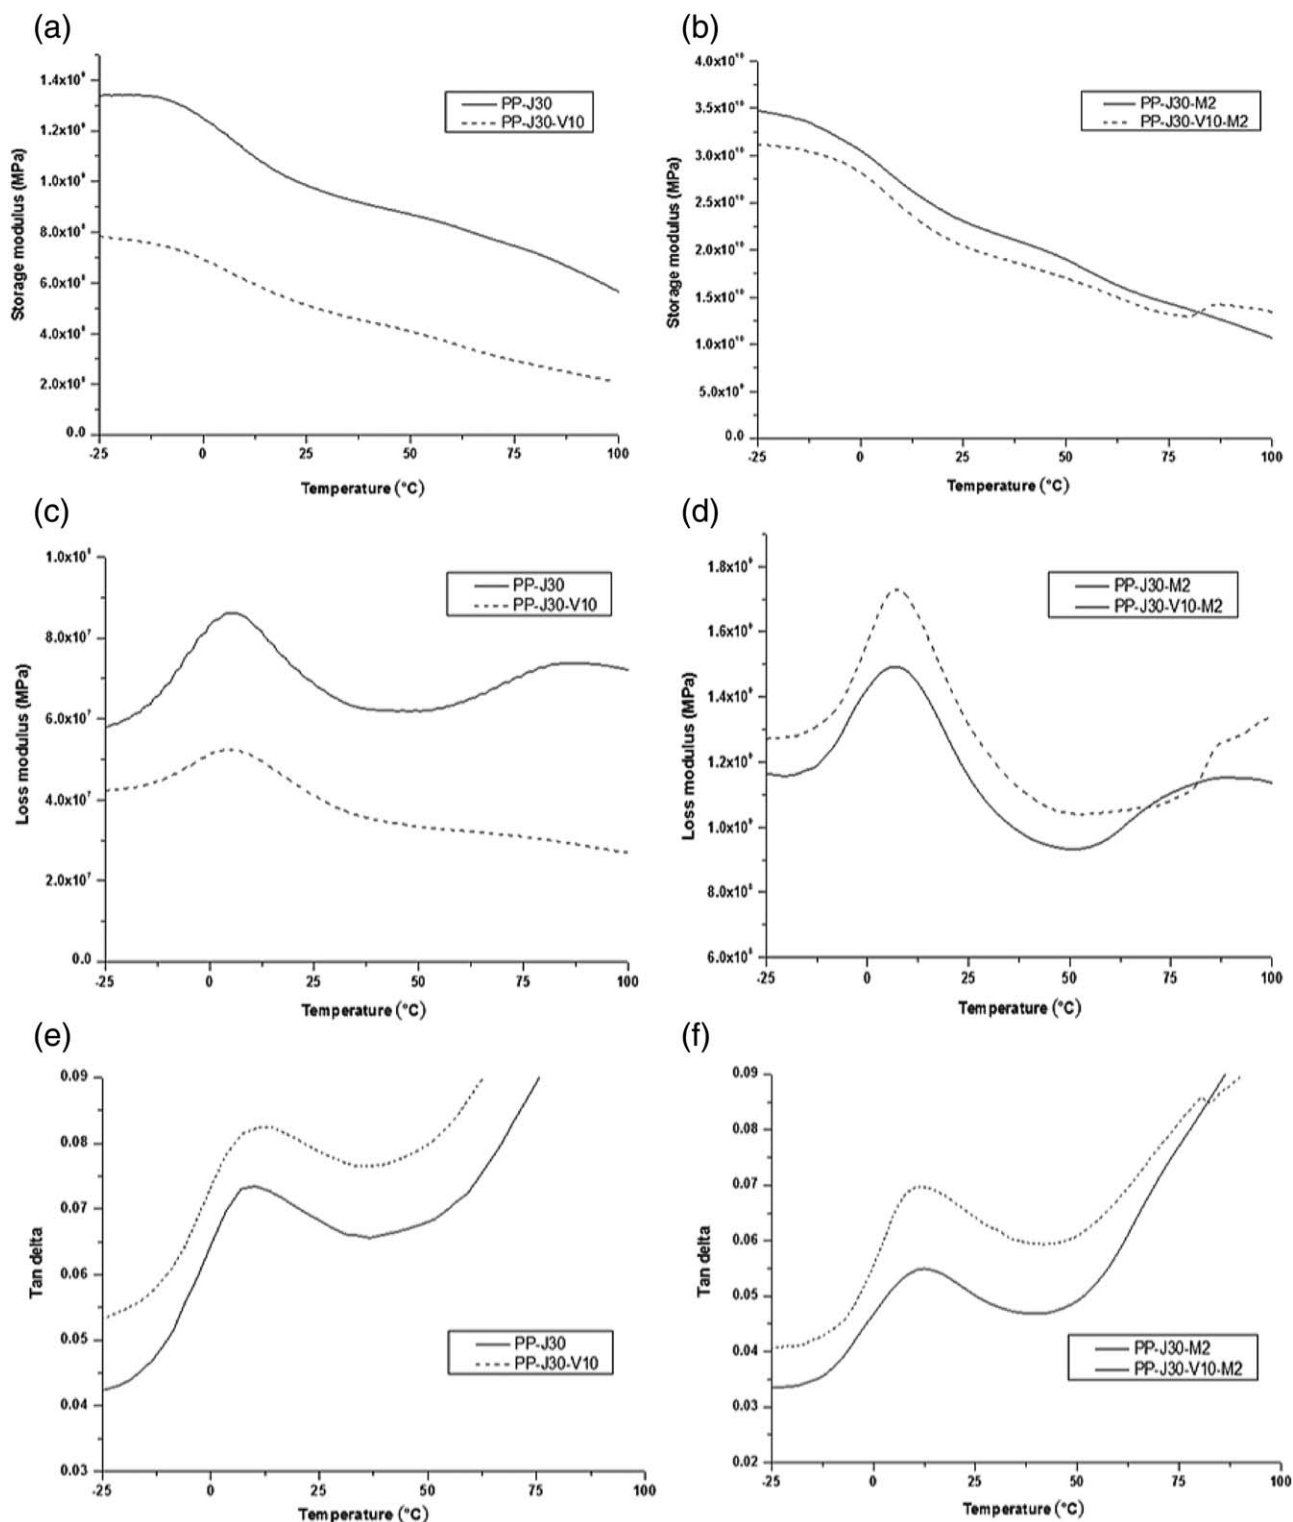 (a)
1.4x10⁹
1.2x10⁹
1.0x10⁹
8.0x10⁸
6.0x10⁸
4.0x10⁸
2.0x10⁸
0.0
Storage modulus (MPa)
PP-J30
PP-J30-V10
-25 0 25 50 75 100
Temperature (°C)
(b)
4.0x10¹⁰
3.5x10¹⁰
3.0x10¹⁰
2.5x10¹⁰
2.0x10¹⁰
1.5x10¹⁰
1.0x10¹⁰
5.0x10⁹
0.0
Storage modulus (MPa)
PP-J30-M2
PP-J30-V10-M2
-25 0 25 50 75 100
Temperature (°C)
(c)
1.0x10⁸
8.0x10⁷
6.0x10⁷
4.0x10⁷
2.0x10⁷
0.0
Loss modulus (MPa)
PP-J30
PP-J30-V10
-25 0 25 50 75 100
Temperature (°C)
(d)
1.8x10⁹
1.6x10⁹
1.4x10⁹
1.2x10⁹
1.0x10⁹
8.0x10⁸
6.0x10⁸
Loss modulus (MPa)
PP-J30-M2
PP-J30-V10-M2
-25 0 25 50 75 100
Temperature (°C)
(e)
0.09
0.08
0.07
0.06
0.05
0.04
0.03
Tan delta
PP-J30
PP-J30-V10
-25 0 25 50 75 100
Temperature (°C)
(f)
0.09
0.08
0.07
0.06
0.05
0.04
0.03
0.02
Tan delta
PP-J30-M2
PP-J30-V10-M2
-25 0 25 50 75 100
Temperature (°C)